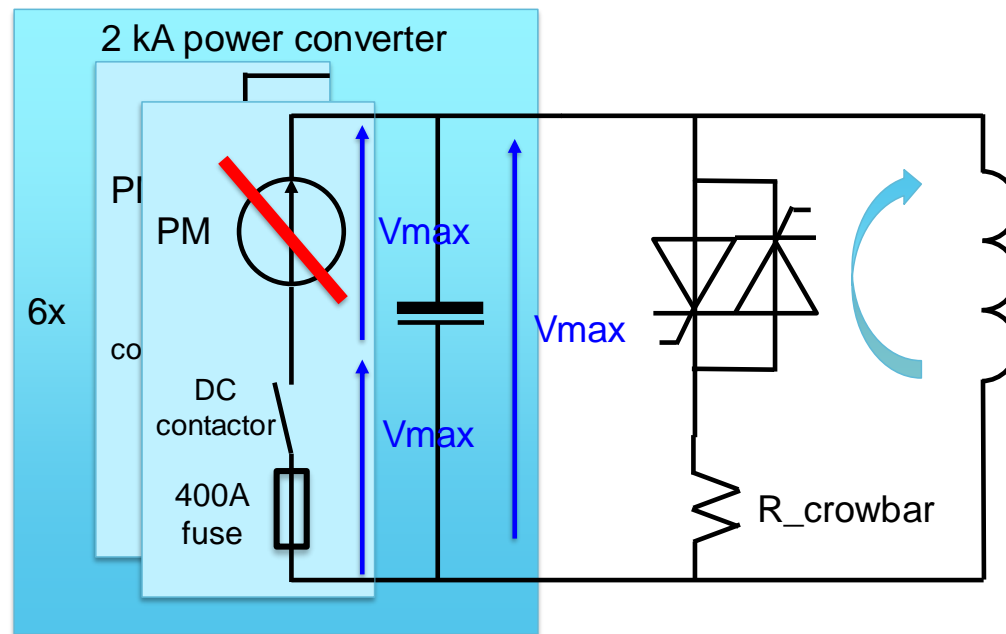 2 kA power converter
PM
Vmax
6x
Vmax
DC
contactor
Vmax
400A
fuse
R_crowbar